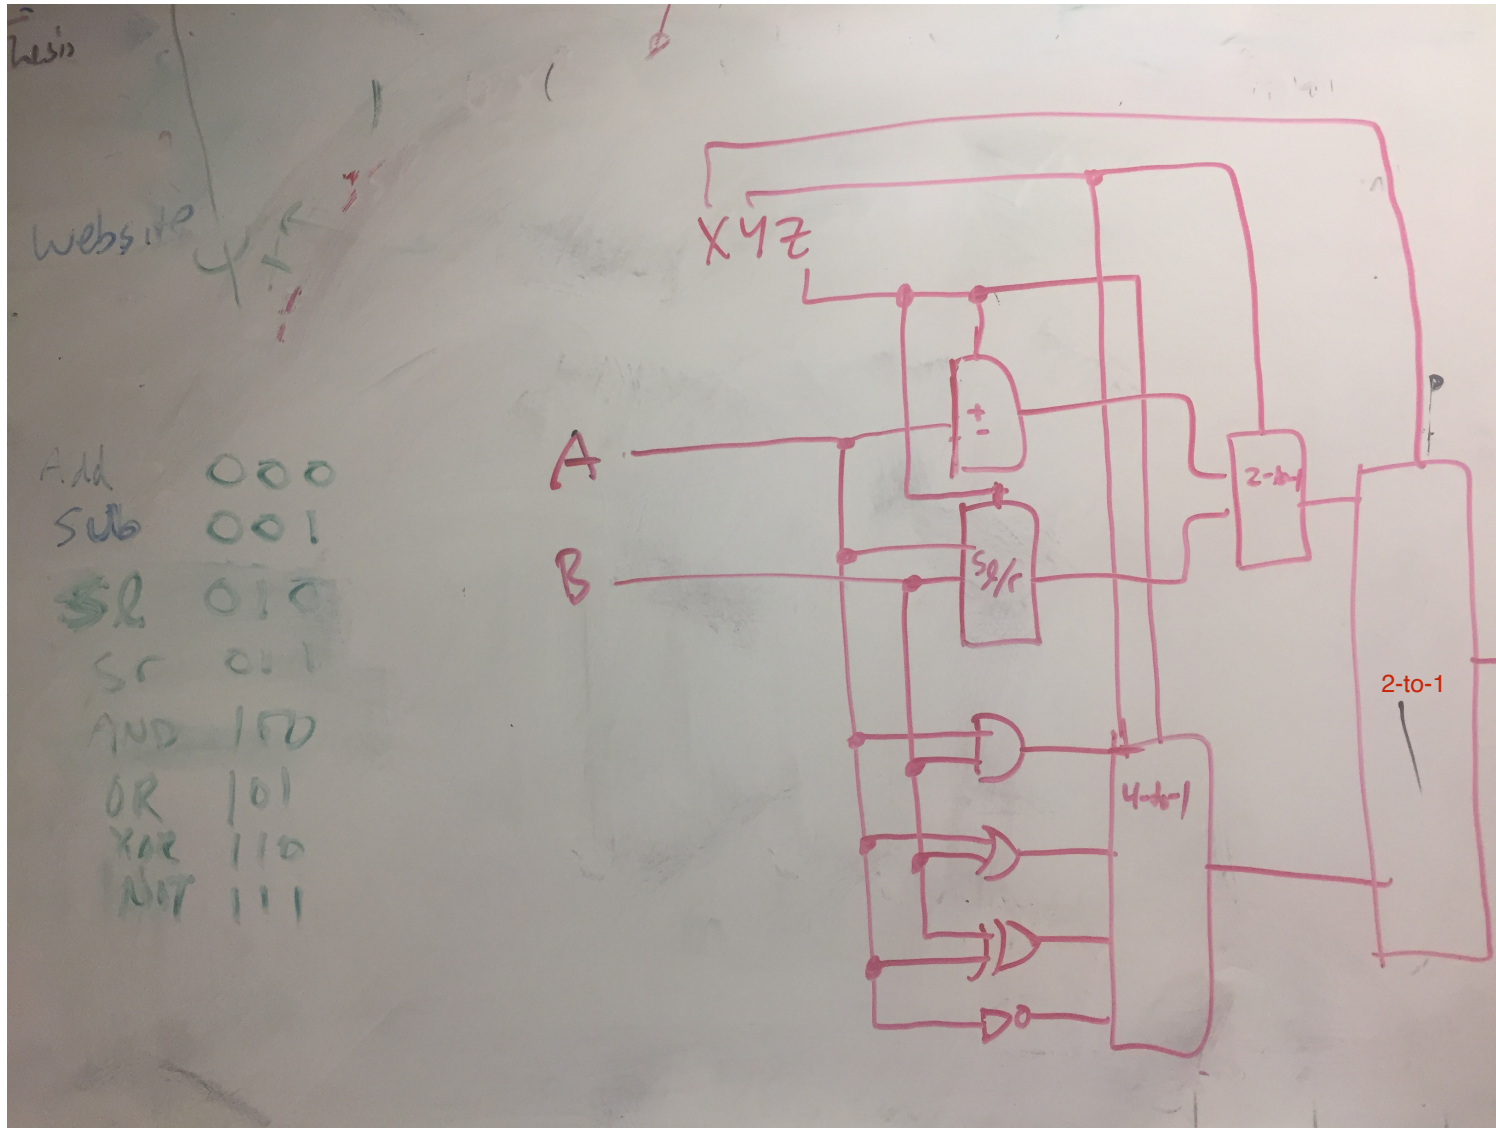 Website
X Y Z
+
-
A
2-to-1
Add 000
Sub 001
B
Sl/r
Sl 010
Sr 011
2-to-1
AND 100
4-to-1
OR 101
XOR 110
NOT 111